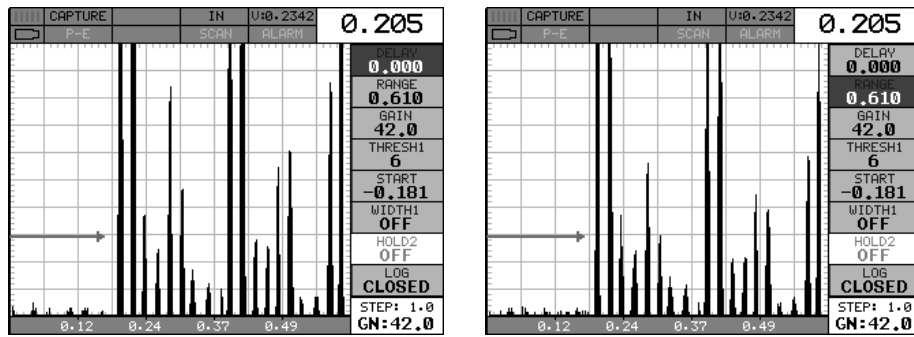 CAPTURE IN V:0.2342 0.205
P-E SCAN ALARM
DELAY
0.000
RANGE
0.610
GAIN
42.0
THRESH1
6
START
-0.181
WIDTH1
OFF
HOLD2
OFF
LOG
CLOSED
STEP: 1.0
GN:42.0
0.12 0.24 0.37 0.49
CAPTURE IN V:0.2342 0.205
P-E SCAN ALARM
DELAY
0.000
RANGE
0.610
GAIN
42.0
THRESH1
6
START
-0.181
WIDTH1
OFF
HOLD2
OFF
LOG
CLOSED
STEP: 1.0
GN:42.0
0.12 0.24 0.37 0.49